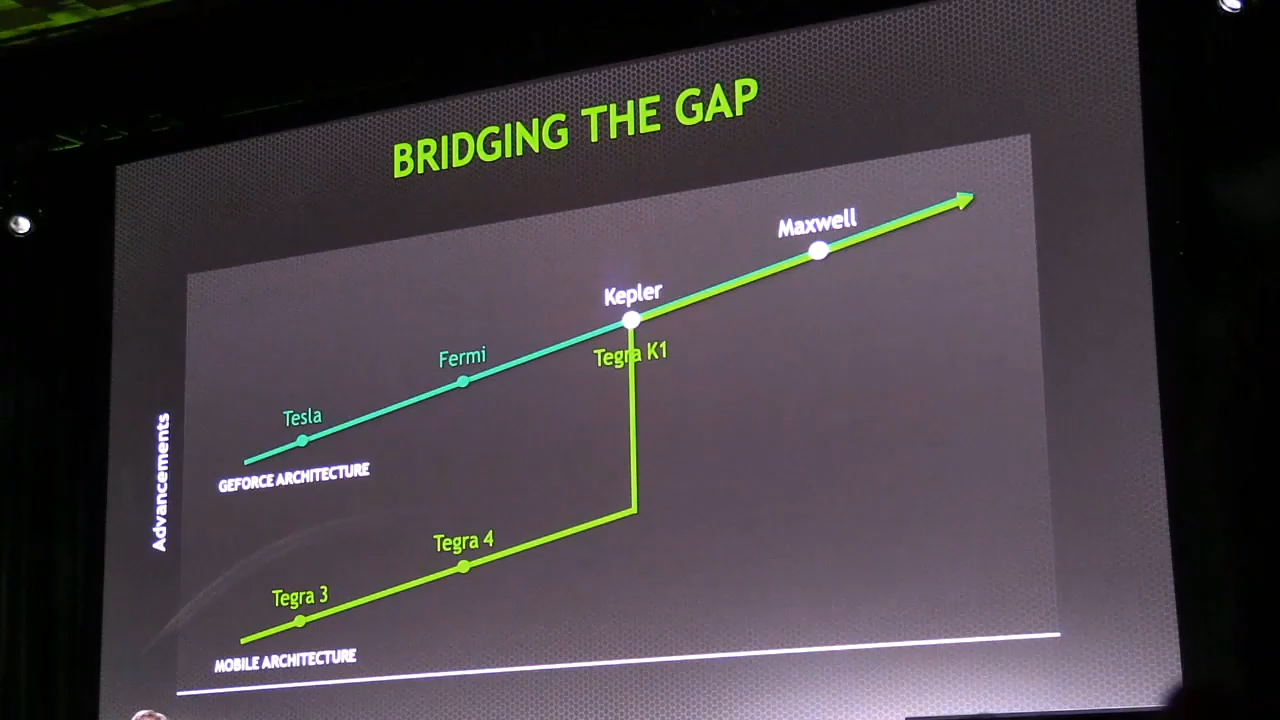 BRIDGING THE GAP
Maxwell
Kepler
Tegra K1
Fermi
Tesla
GEFORCE ARCHITECTURE
Advancements
Tegra 4
Tegra 3
MOBILE ARCHITECTURE